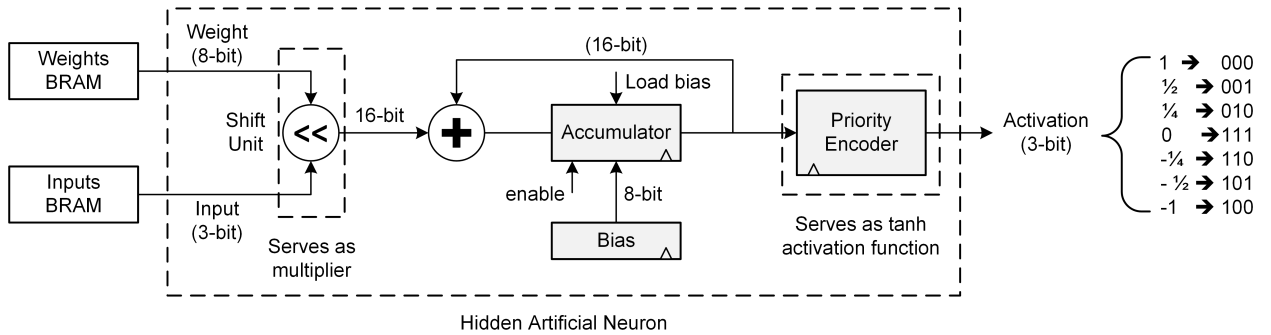 Weights
BRAM
Inputs
BRAM
Weight
(8-bit)
Shift
Unit
<<
Input
(3-bit)
Serves as
multiplier
16-bit
+
(16-bit)
Load bias
Accumulator
enable
8-bit
Bias
Priority
Encoder
Serves as tanh
activation function
Activation
(3-bit)
1 → 000
½ → 001
¼ → 010
0 → 111
-¼ → 110
- ½ → 101
-1 → 100
Hidden Artificial Neuron